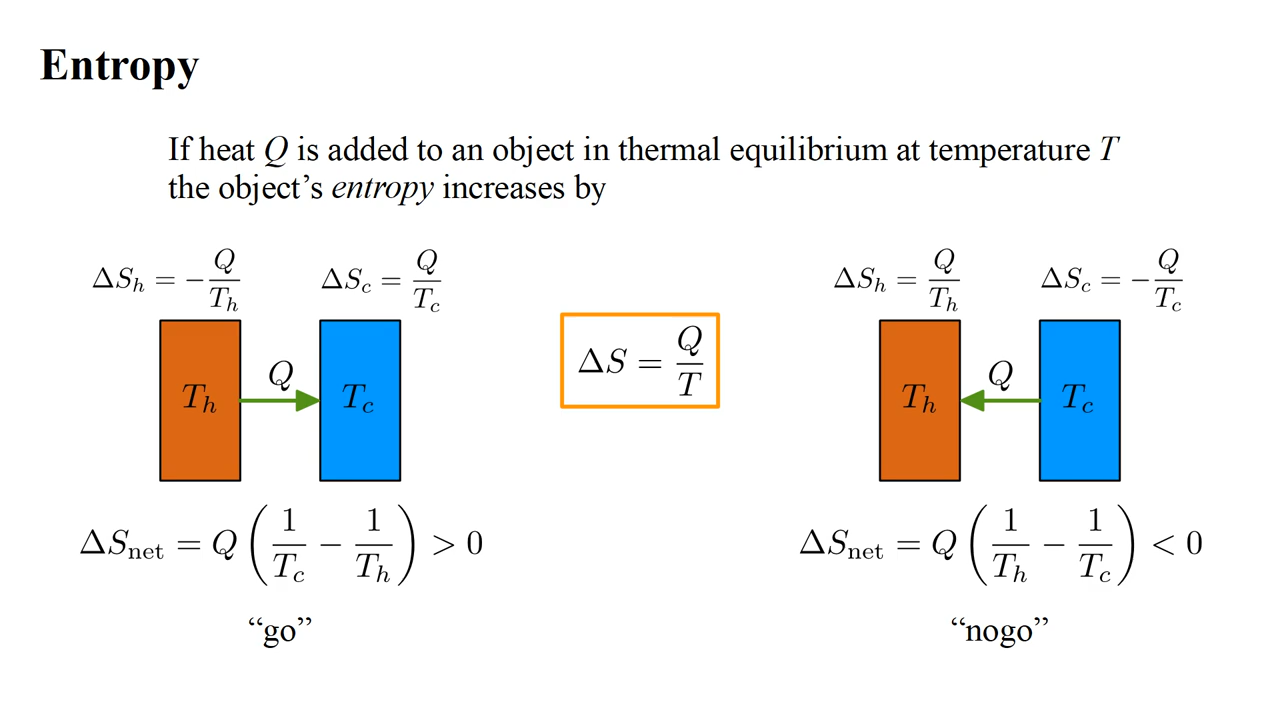 Entropy
If heat Q is added to an object in thermal equilibrium at temperature T
the object’s entropy increases by
ΔS_h = −Q/T_h
ΔS_c = Q/T_c
T_h
Q
T_c
ΔS_net = Q(1/T_c − 1/T_h) > 0
“go”
ΔS = Q/T
ΔS_h = Q/T_h
ΔS_c = −Q/T_c
T_h
Q
T_c
ΔS_net = Q(1/T_h − 1/T_c) < 0
“nogo”